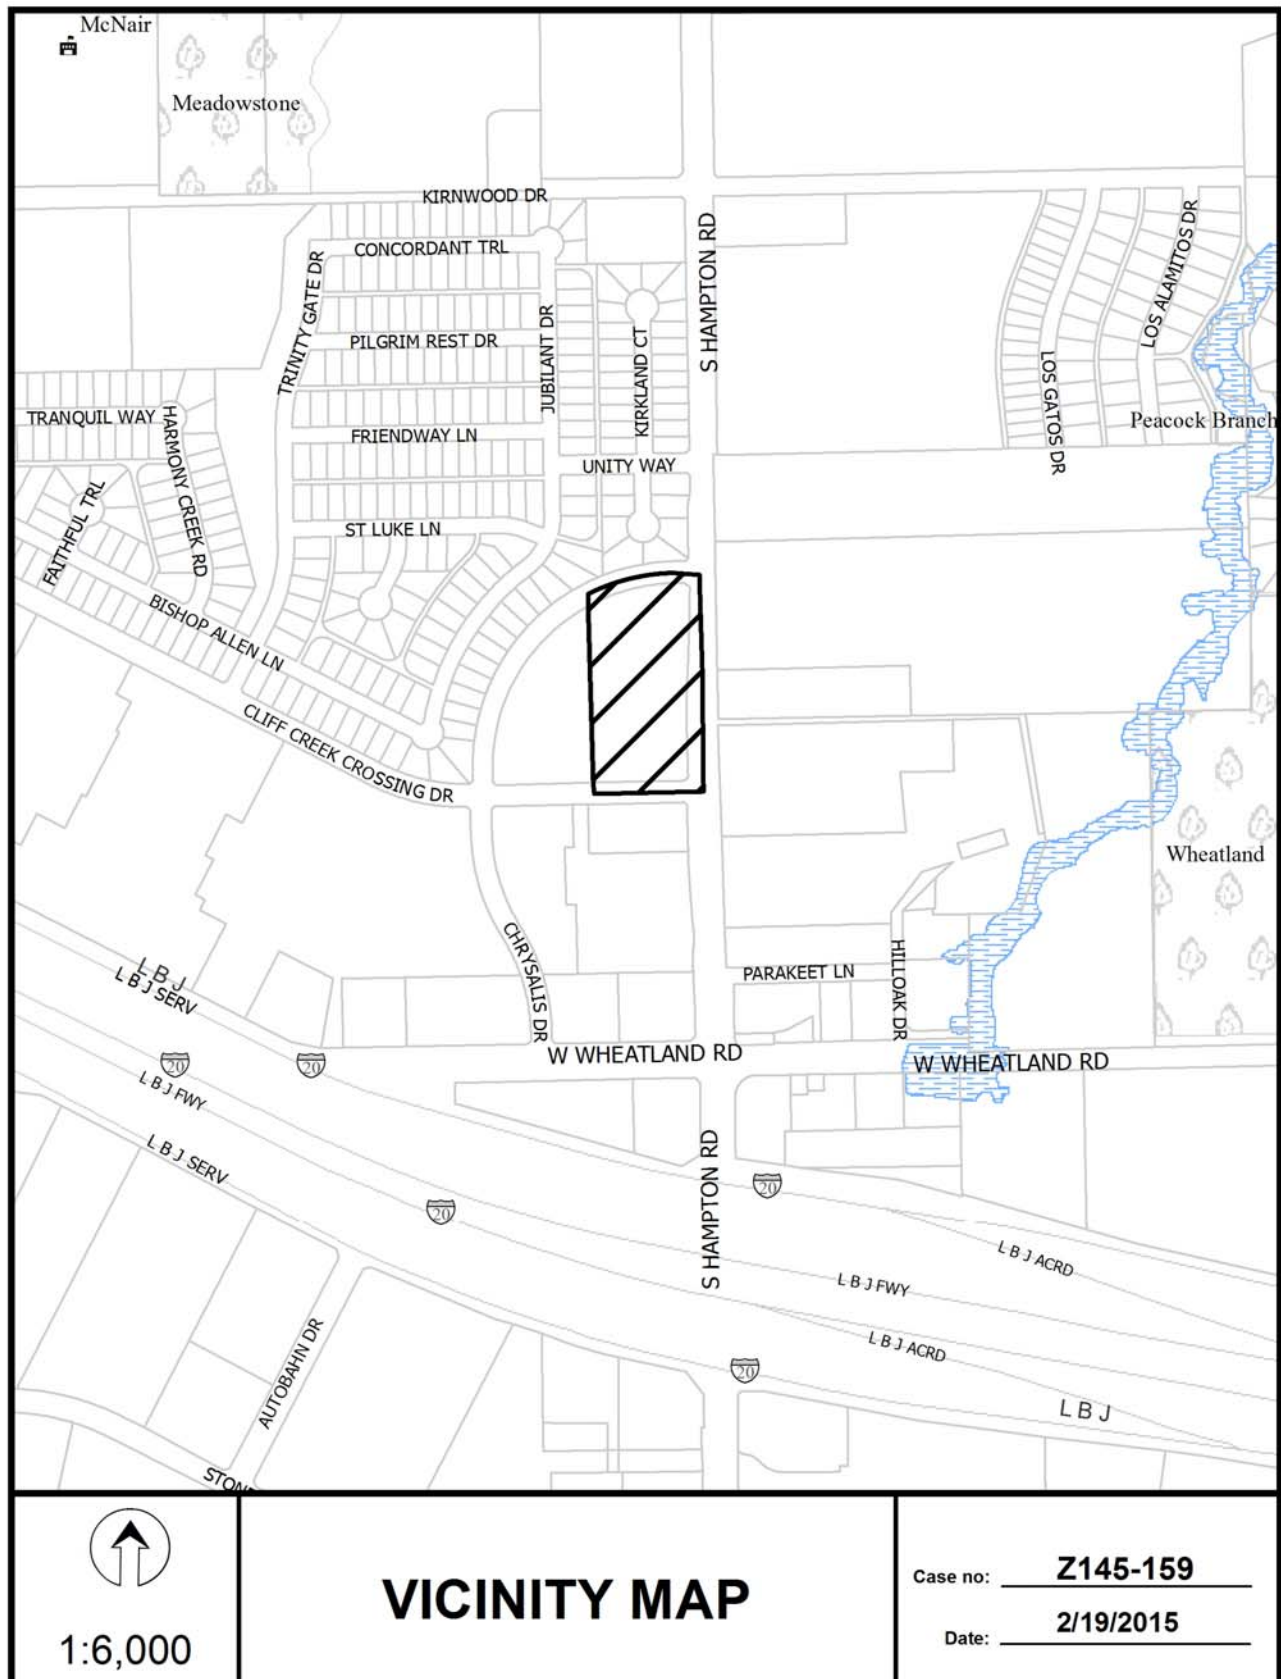 McNair
Meadowstone
KIRNWOOD DR
CONCORDANT TRL
S HAMPTON RD
LOS ALAMITOS DR
TRINITY GATE DR
PILGRIM REST DR
JUBILANT DR
KIRKLAND CT
LOS GATOS DR
TRANQUIL WAY
HARMONY CREEK RD
FRIENDWAY LN
Peacock Branch
UNITY WAY
FAITHFUL TRL
ST LUKE LN
BISHOP ALLEN LN
CLIFF CREEK CROSSING DR
Wheatland
CHRYSALIS DR
HILLOAK DR
PARAKEET LN
L B J
L B J SERV
W WHEATLAND RD
W WHEATLAND RD
20
20
L B J FWY
L B J SERV
S HAMPTON RD
20
20
L B J ACRD
L B J FWY
L B J ACRD
AUTOBAHN DR
20
L B J
1:6,000
VICINITY MAP
Case no: Z145-159
Date: 2/19/2015